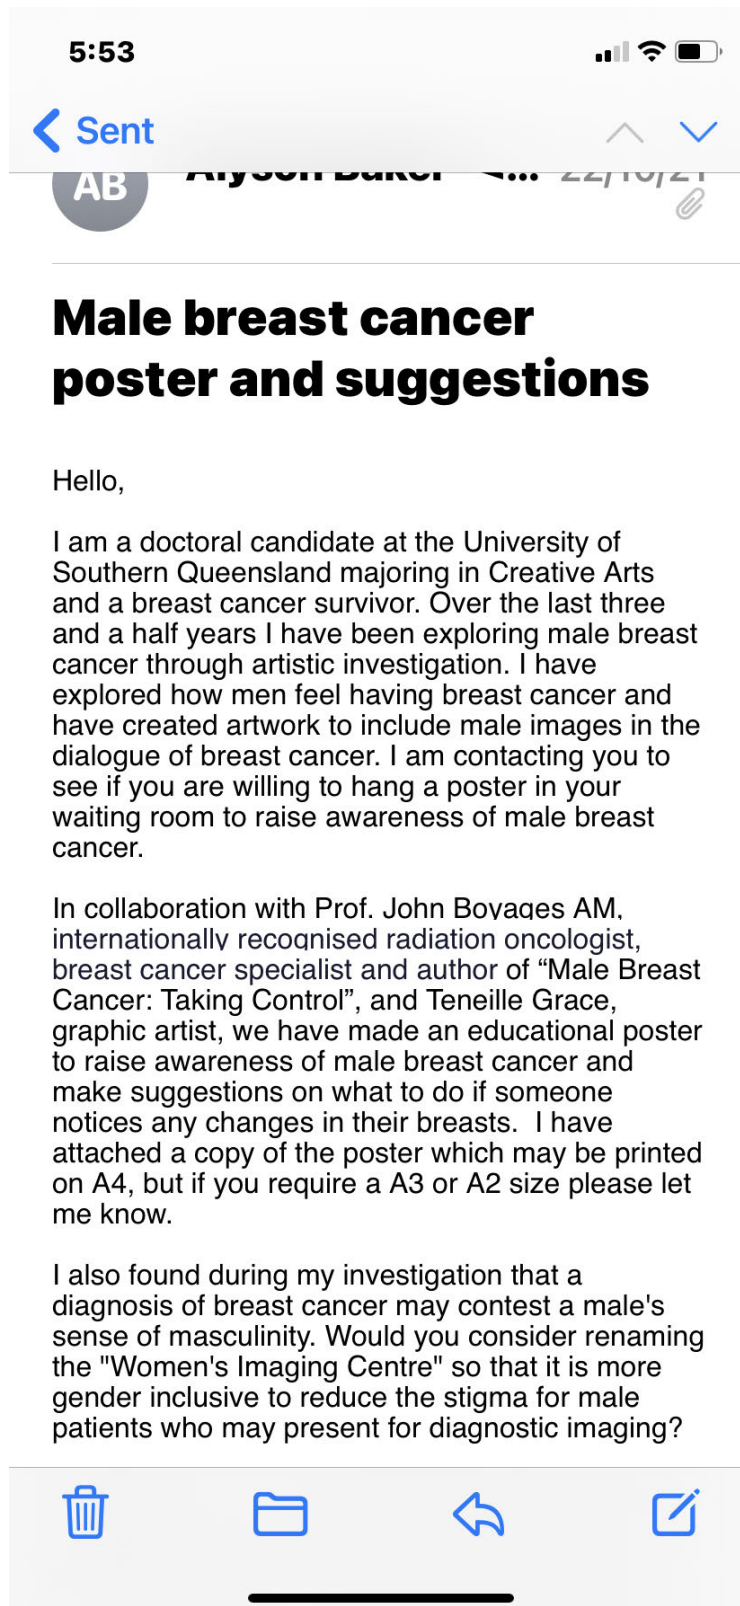 5:53
Sent
AB
Alyson Baker <... 22/10/21
Male breast cancer
poster and suggestions
Hello,
I am a doctoral candidate at the University of
Southern Queensland majoring in Creative Arts
and a breast cancer survivor. Over the last three
and a half years I have been exploring male breast
cancer through artistic investigation. I have
explored how men feel having breast cancer and
have created artwork to include male images in the
dialogue of breast cancer. I am contacting you to
see if you are willing to hang a poster in your
waiting room to raise awareness of male breast
cancer.
In collaboration with Prof. John Boyages AM,
internationally recognised radiation oncologist,
breast cancer specialist and author of “Male Breast
Cancer: Taking Control”, and Teneille Grace,
graphic artist, we have made an educational poster
to raise awareness of male breast cancer and
make suggestions on what to do if someone
notices any changes in their breasts.  I have
attached a copy of the poster which may be printed
on A4, but if you require a A3 or A2 size please let
me know.
I also found during my investigation that a
diagnosis of breast cancer may contest a male's
sense of masculinity. Would you consider renaming
the "Women's Imaging Centre" so that it is more
gender inclusive to reduce the stigma for male
patients who may present for diagnostic imaging?